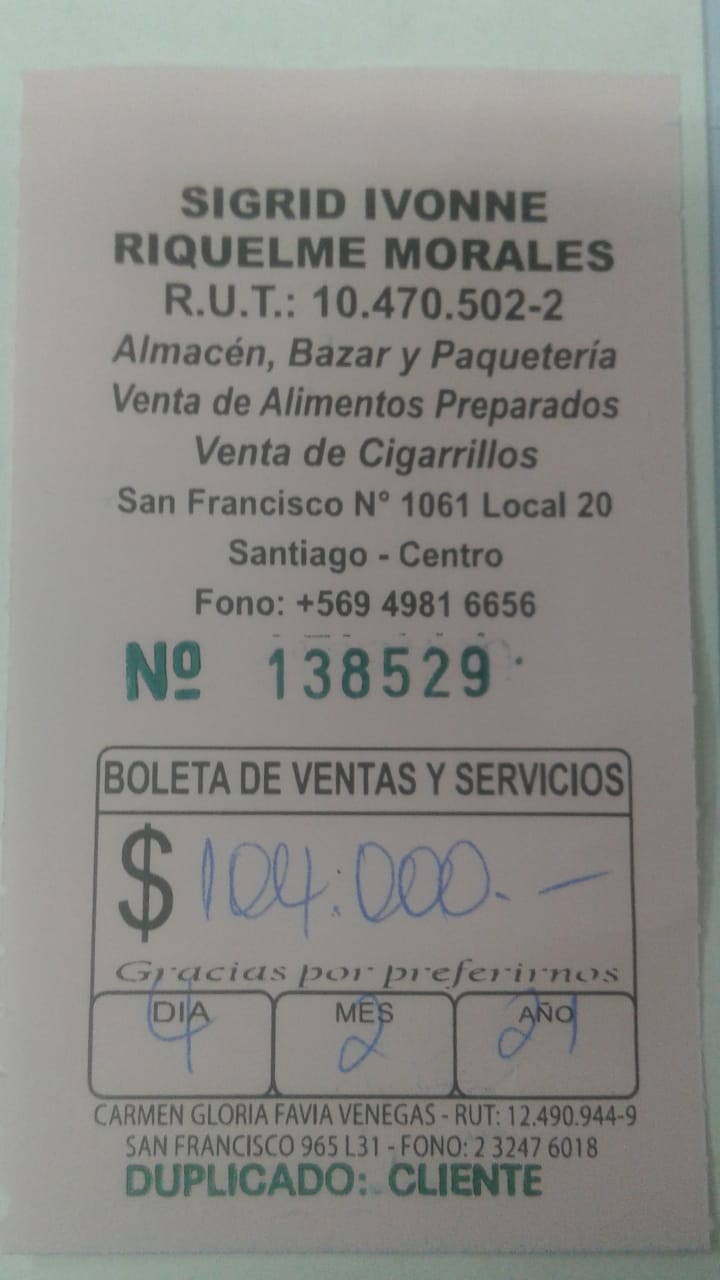 SIGRID IVONNE
RIQUELME MORALES
R.U.T.: 10.470.502-2
Almacén, Bazar y Paquetería
Venta de Alimentos Preparados
Venta de Cigarrillos
San Francisco N° 1061 Local 20
Santiago - Centro
Fono: +569 4981 6656
Nº 138529
BOLETA DE VENTAS Y SERVICIOS
$ 104.000.-
Gracias por preferirnos
DIA MES AÑO
4 2 21
CARMEN GLORIA FAVIA VENEGAS - RUT: 12.490.944-9
SAN FRANCISCO 965 L31 - FONO: 2 3247 6018
DUPLICADO: CLIENTE